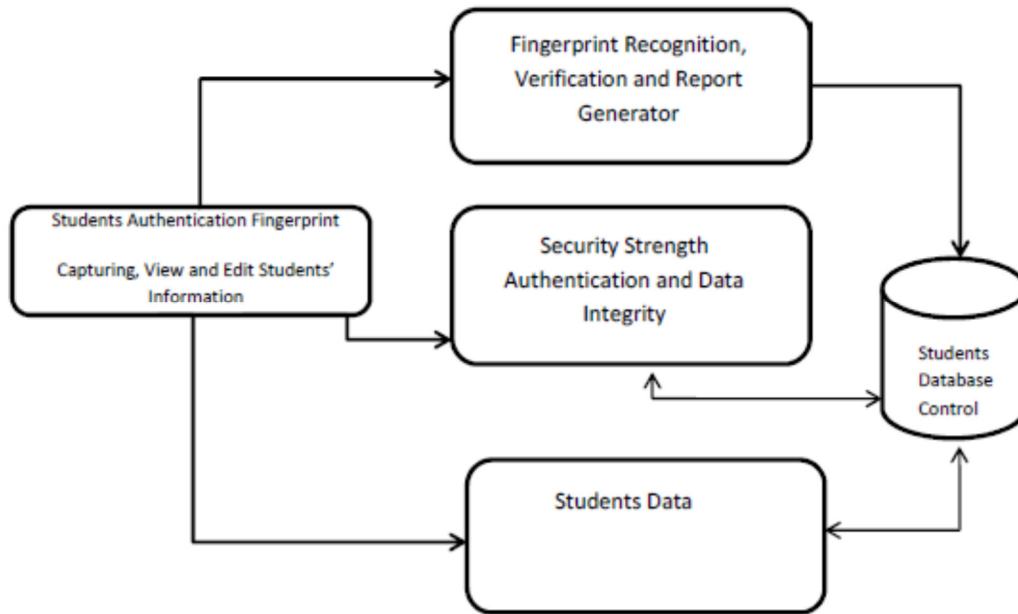 Fingerprint Recognition,
Verification and Report
Generator
Students Authentication Fingerprint
Capturing, View and Edit Students’
Information
Security Strength
Authentication and Data
Integrity
Students
Database
Control
Students Data